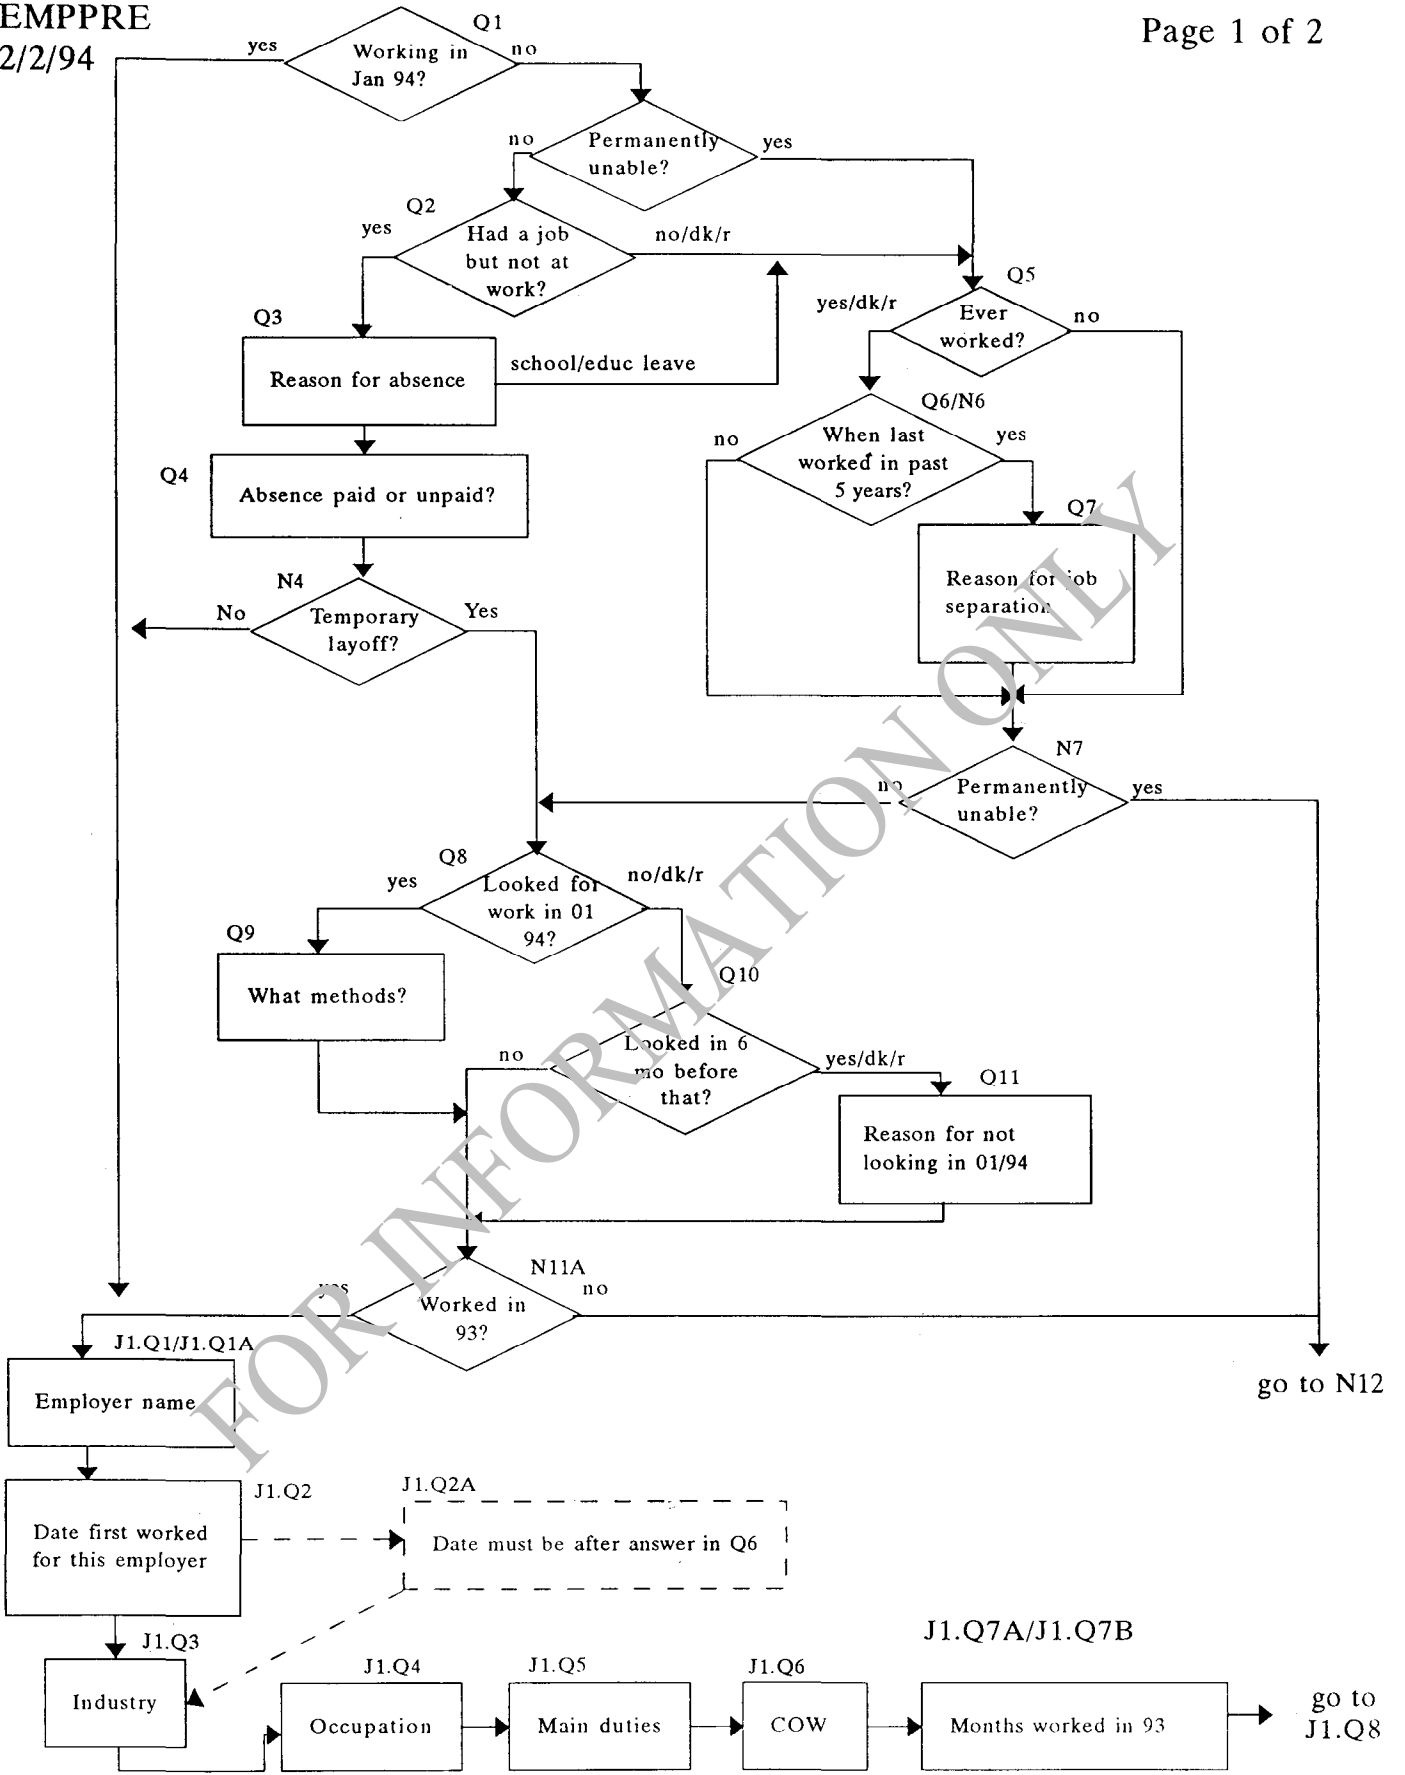 EMPPRE
2/2/94
Page 1 of 2
Q1
yes
Working in
Jan 94?
no
no
Permanently
unable?
yes
Q2
yes
Had a job
but not at
work?
no/dk/r
Q5
yes/dk/r
Ever
worked?
no
Q3
Reason for absence
school/educ leave
Q6/N6
no
When last
worked in past
5 years?
yes
Q4
Absence paid or unpaid?
Q7
Reason for job
separation
N4
No
Temporary
layoff?
Yes
N7
no
Permanently
unable?
yes
Q8
yes
Looked for
work in 01
94?
no/dk/r
Q9
What methods?
Q10
no
Looked in 6
mo before
that?
yes/dk/r
Q11
Reason for not
looking in 01/94
N11A
yes
Worked in
93?
no
go to N12
J1.Q1/J1.Q1A
Employer name
J1.Q2
Date first worked
for this employer
J1.Q2A
Date must be after answer in Q6
J1.Q3
Industry
J1.Q4
Occupation
J1.Q5
Main duties
J1.Q6
COW
J1.Q7A/J1.Q7B
Months worked in 93
go to
J1.Q8
FOR INFORMATION ONLY